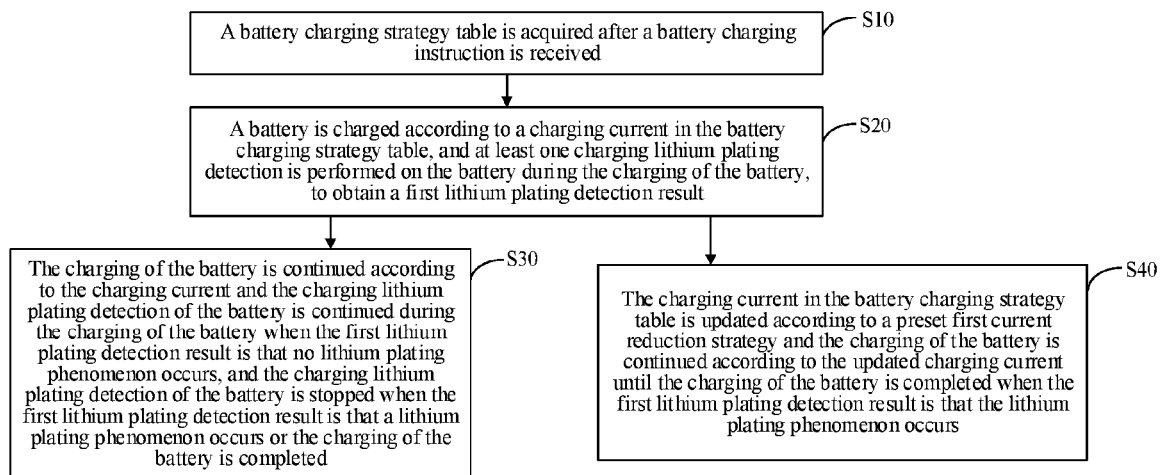 A battery charging strategy table is acquired after a battery charging
instruction is received
S10
A battery is charged according to a charging current in the battery
charging strategy table, and at least one charging lithium plating
detection is performed on the battery during the charging of the battery,
to obtain a first lithium plating detection result
S20
The charging of the battery is continued according
to the charging current and the charging lithium
plating detection of the battery is continued during
the charging of the battery when the first lithium
plating detection result is that no lithium plating
phenomenon occurs, and the charging lithium
plating detection of the battery is stopped when the
first lithium plating detection result is that a lithium
plating phenomenon occurs or the charging of the
battery is completed
S30
The charging current in the battery charging strategy
table is updated according to a preset first current
reduction strategy and the charging of the battery is
continued according to the updated charging current
until the charging of the battery is completed when the
first lithium plating detection result is that the lithium
plating phenomenon occurs
S40